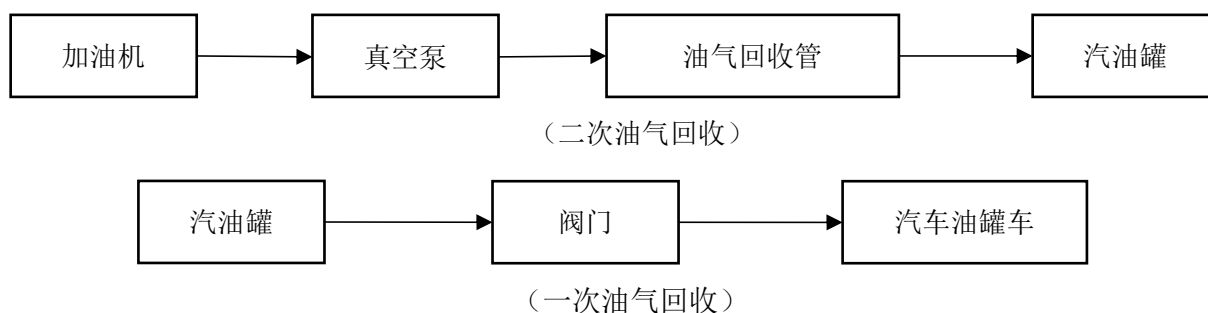 加油机 真空泵 油气回收管 汽油罐
（二次油气回收）
汽油罐 阀门 汽车油罐车
（一次油气回收）